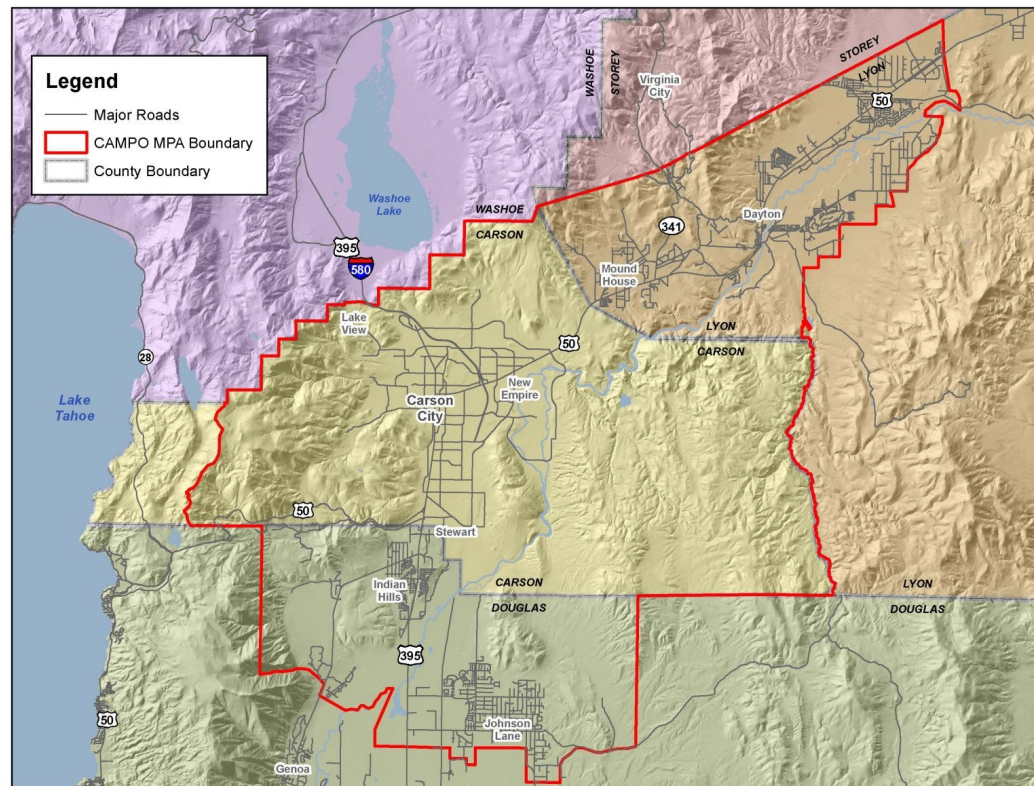 Legend
Major Roads
CAMPO MPA Boundary
County Boundary
WASHOE
STOREY
Virginia
City
STOREY
LYON
50
Washoe
Lake
395
580
WASHOE
CARSON
341
Dayton
Mound
House
Lake
View
50
LYON
CARSON
28
Lake
Tahoe
New
Empire
Carson
City
50
Stewart
Indian
Hills
CARSON
DOUGLAS
LYON
DOUGLAS
395
50
Johnson
Lane
Genoa